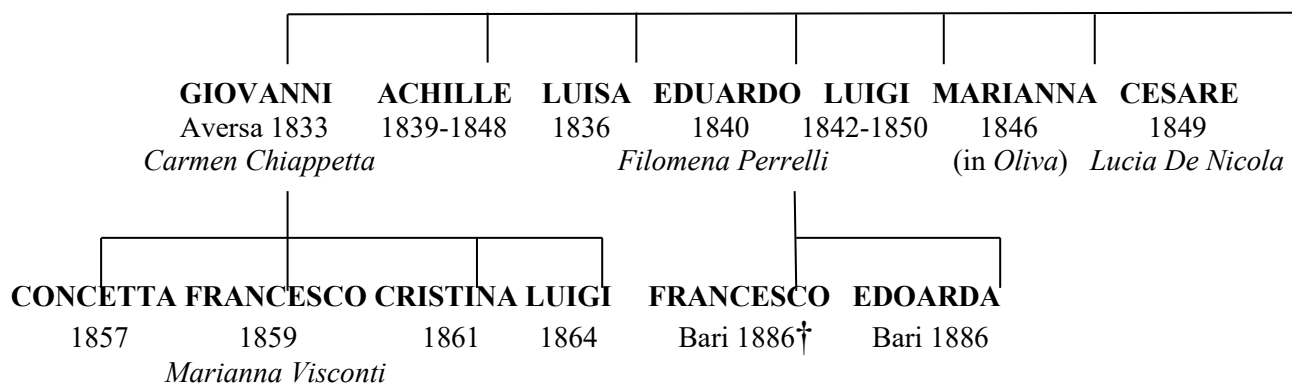 GIOVANNI ACHILLE LUISA EDUARDO LUIGI MARIANNA CESARE
Aversa 1833 1839-1848 1836 1840 1842-1850 1846 1849
Carmen Chiappetta Filomena Perrelli (in Oliva) Lucia De Nicola
CONCETTA FRANCESCO CRISTINA LUIGI FRANCESCO EDOARDA
1857 1859 1861 1864 Bari 1886† Bari 1886
Marianna Visconti